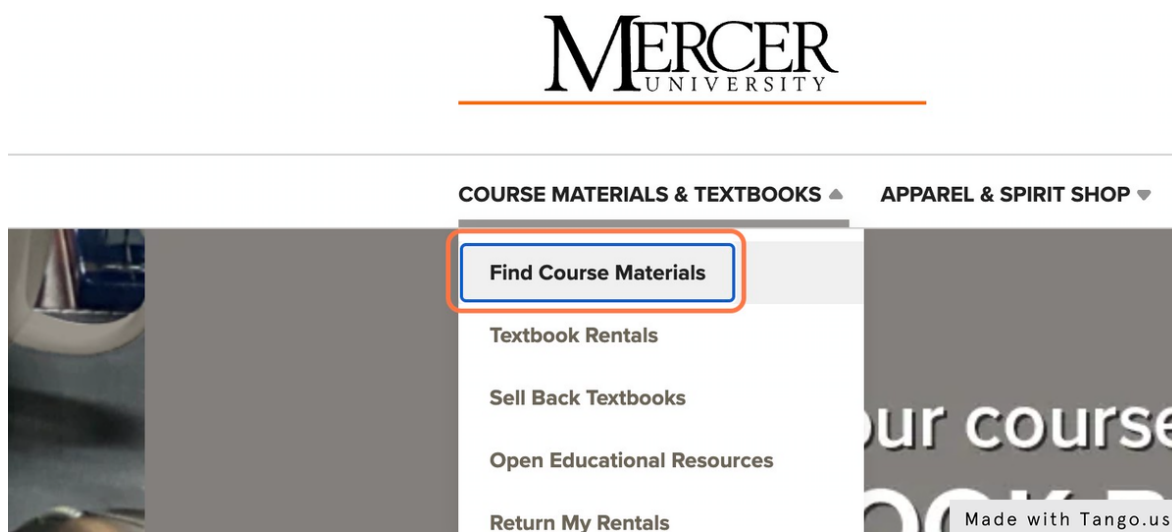 MERCER
UNIVERSITY
COURSE MATERIALS & TEXTBOOKS APPAREL & SPIRIT SHOP
Find Course Materials
Textbook Rentals
Sell Back Textbooks
Open Educational Resources
Return My Rentals
Made with Tango.us